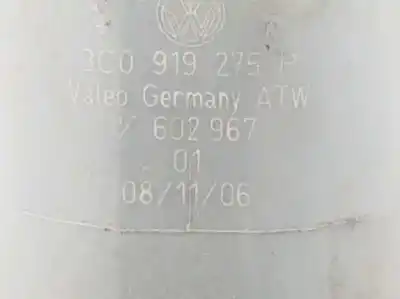 3C0 919 275 P
Valeo Germany ATW
602 967
01
08/11/06